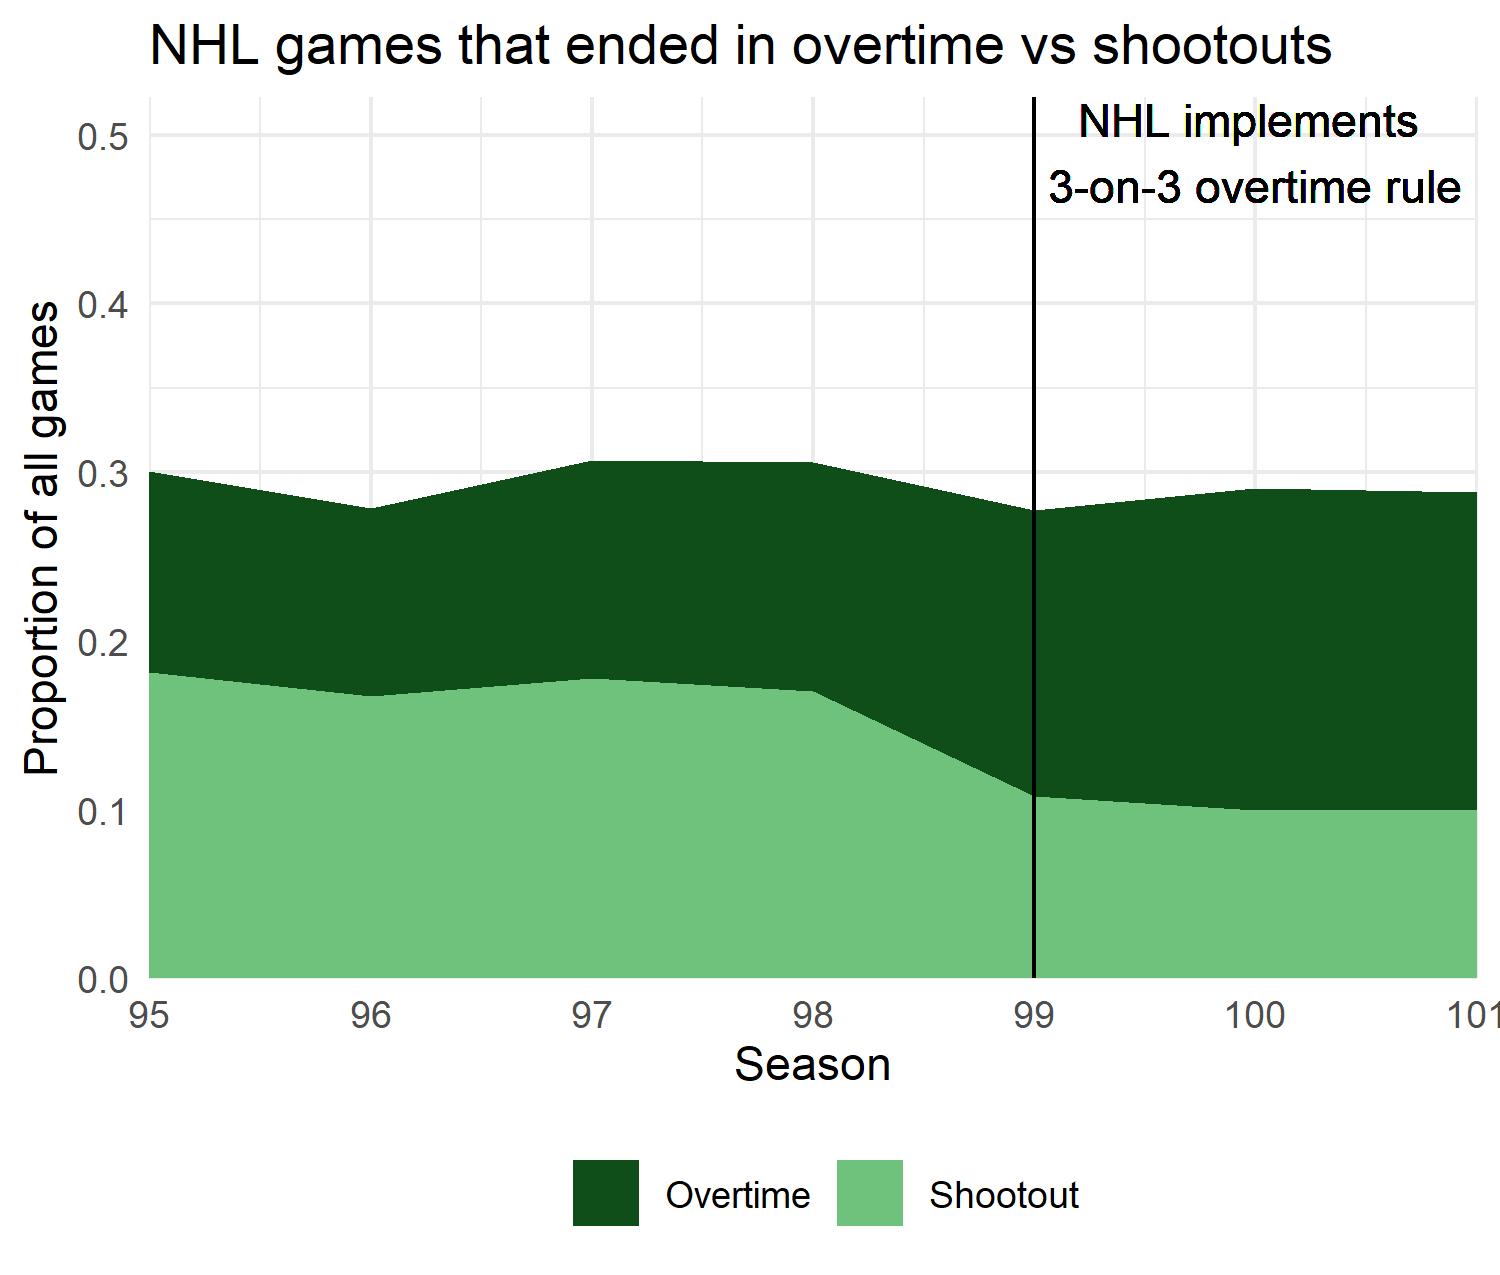 NHL games that ended in overtime vs shootouts
NHL implements
3-on-3 overtime rule
Proportion of all games
0.5
0.4
0.3
0.2
0.1
0.0
95 96 97 98 99 100 101
Season
Overtime Shootout